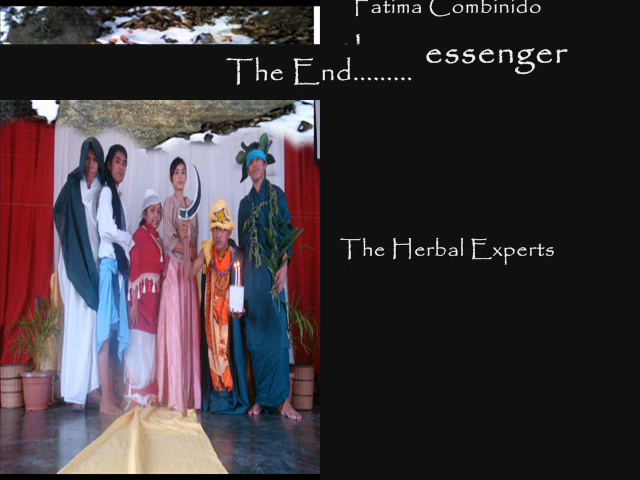 Fatima Combinido
essenger
The End.........
The Herbal Experts